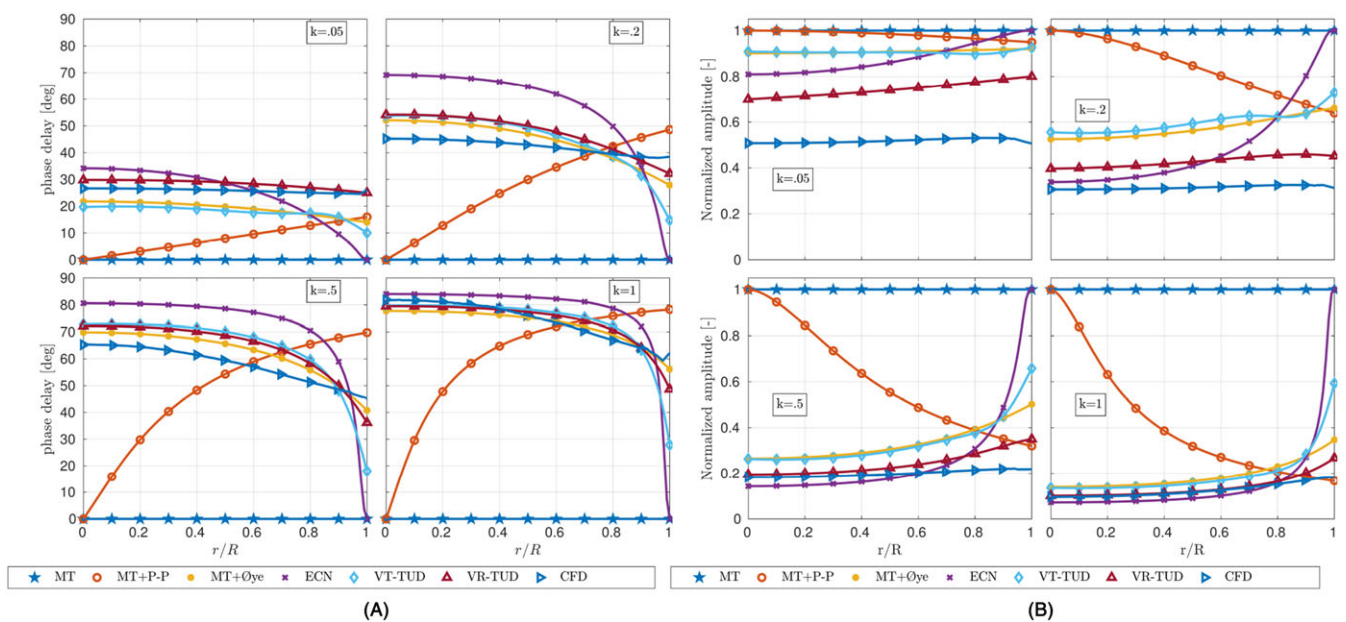 90
80
70
60
50
40
30
20
10
0
phase delay [deg]
k=.05
k=.2
90
80
70
60
50
40
30
20
10
0
phase delay [deg]
k=.5
k=1
0 0.2 0.4 0.6 0.8 1
r/R
0 0.2 0.4 0.6 0.8 1
r/R
MT MT+P-P MT+Øye ECN VT-TUD VR-TUD CFD
(A)
1
0.8
0.6
0.4
0.2
0
Normalized amplitude [-]
k=.05
k=.2
1
0.8
0.6
0.4
0.2
0
Normalized amplitude [-]
k=.5
k=1
0 0.2 0.4 0.6 0.8 1
r/R
0 0.2 0.4 0.6 0.8 1
r/R
MT MT+P-P MT+Øye ECN VT-TUD VR-TUD CFD
(B)